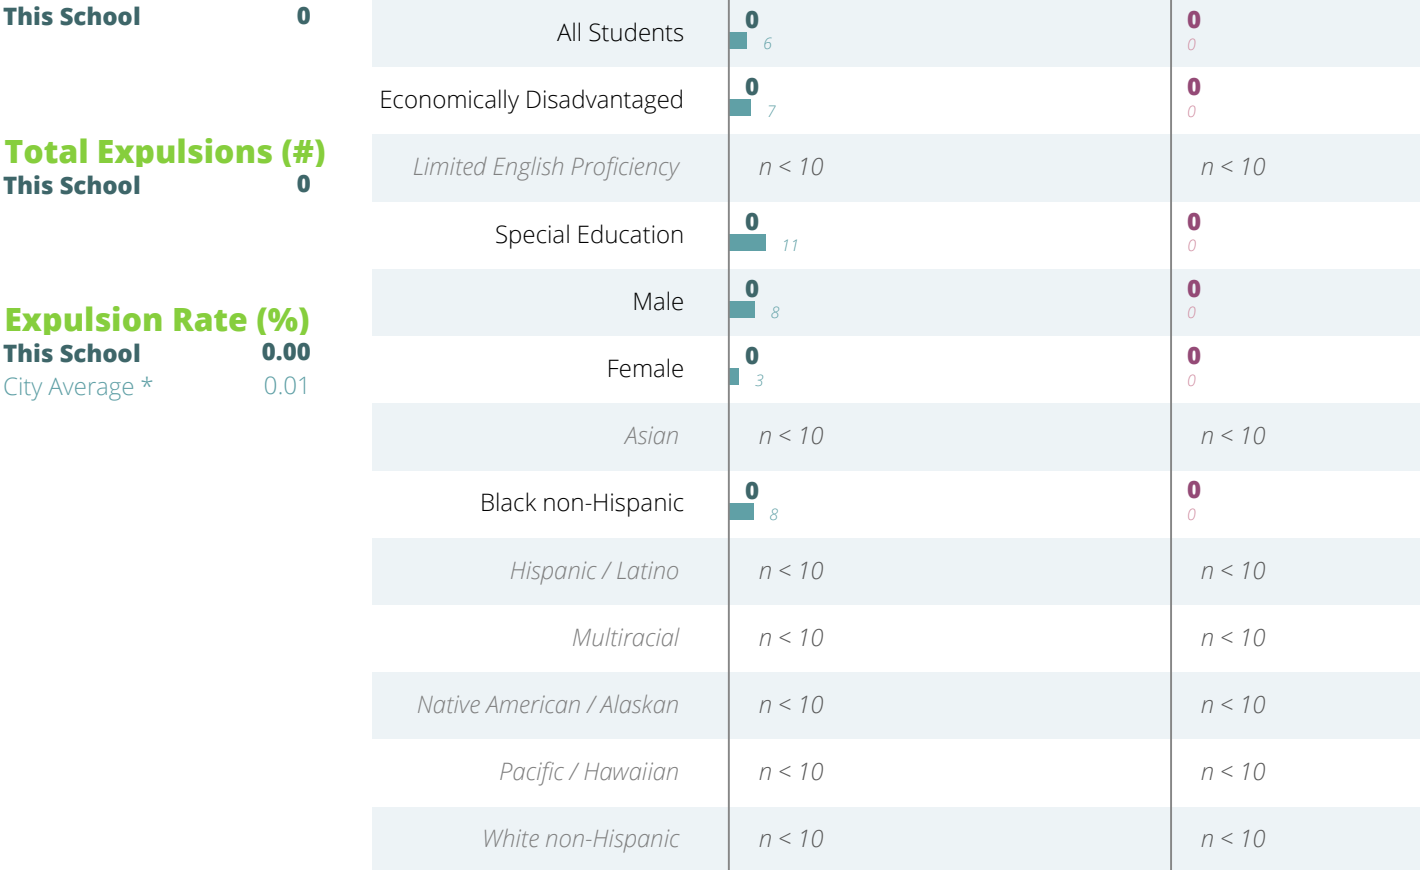 This School 0
Total Expulsions (#)
This School 0
Expulsion Rate (%)
This School 0.00
City Average * 0.01
All Students 0 6 0 0
Economically Disadvantaged 0 7 0 0
Limited English Proficiency n < 10 n < 10
Special Education 0 11 0 0
Male 0 8 0 0
Female 0 3 0 0
Asian n < 10 n < 10
Black non-Hispanic 0 8 0 0
Hispanic / Latino n < 10 n < 10
Multiracial n < 10 n < 10
Native American / Alaskan n < 10 n < 10
Pacific / Hawaiian n < 10 n < 10
White non-Hispanic n < 10 n < 10